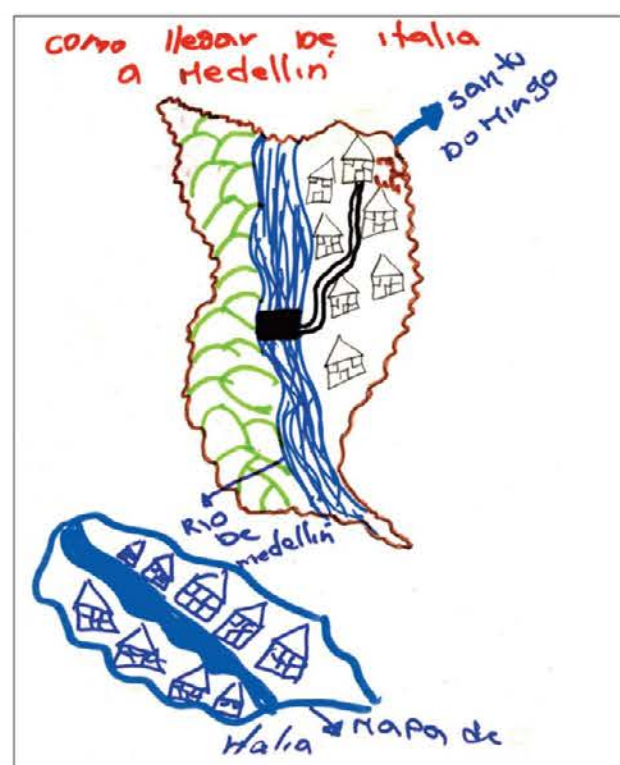 como llegar de italia
a Medellin
santo
Domingo
Rio
de
medellin
Mapa de
Italia